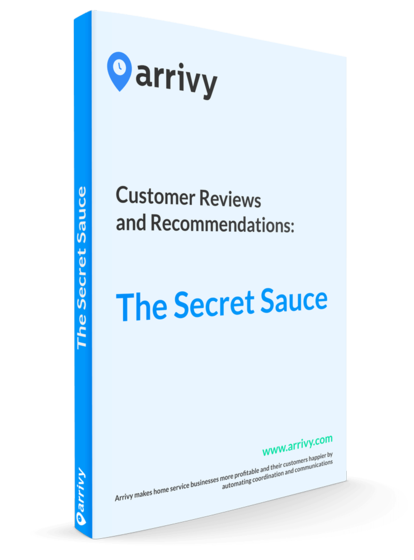 arrivy
Customer Reviews
and Recommendations:
The Secret Sauce
www.arrivy.com
Arrivy makes home service businesses more profitable and their customers happier by
automating coordination and communications
The Secret Sauce
arrivy